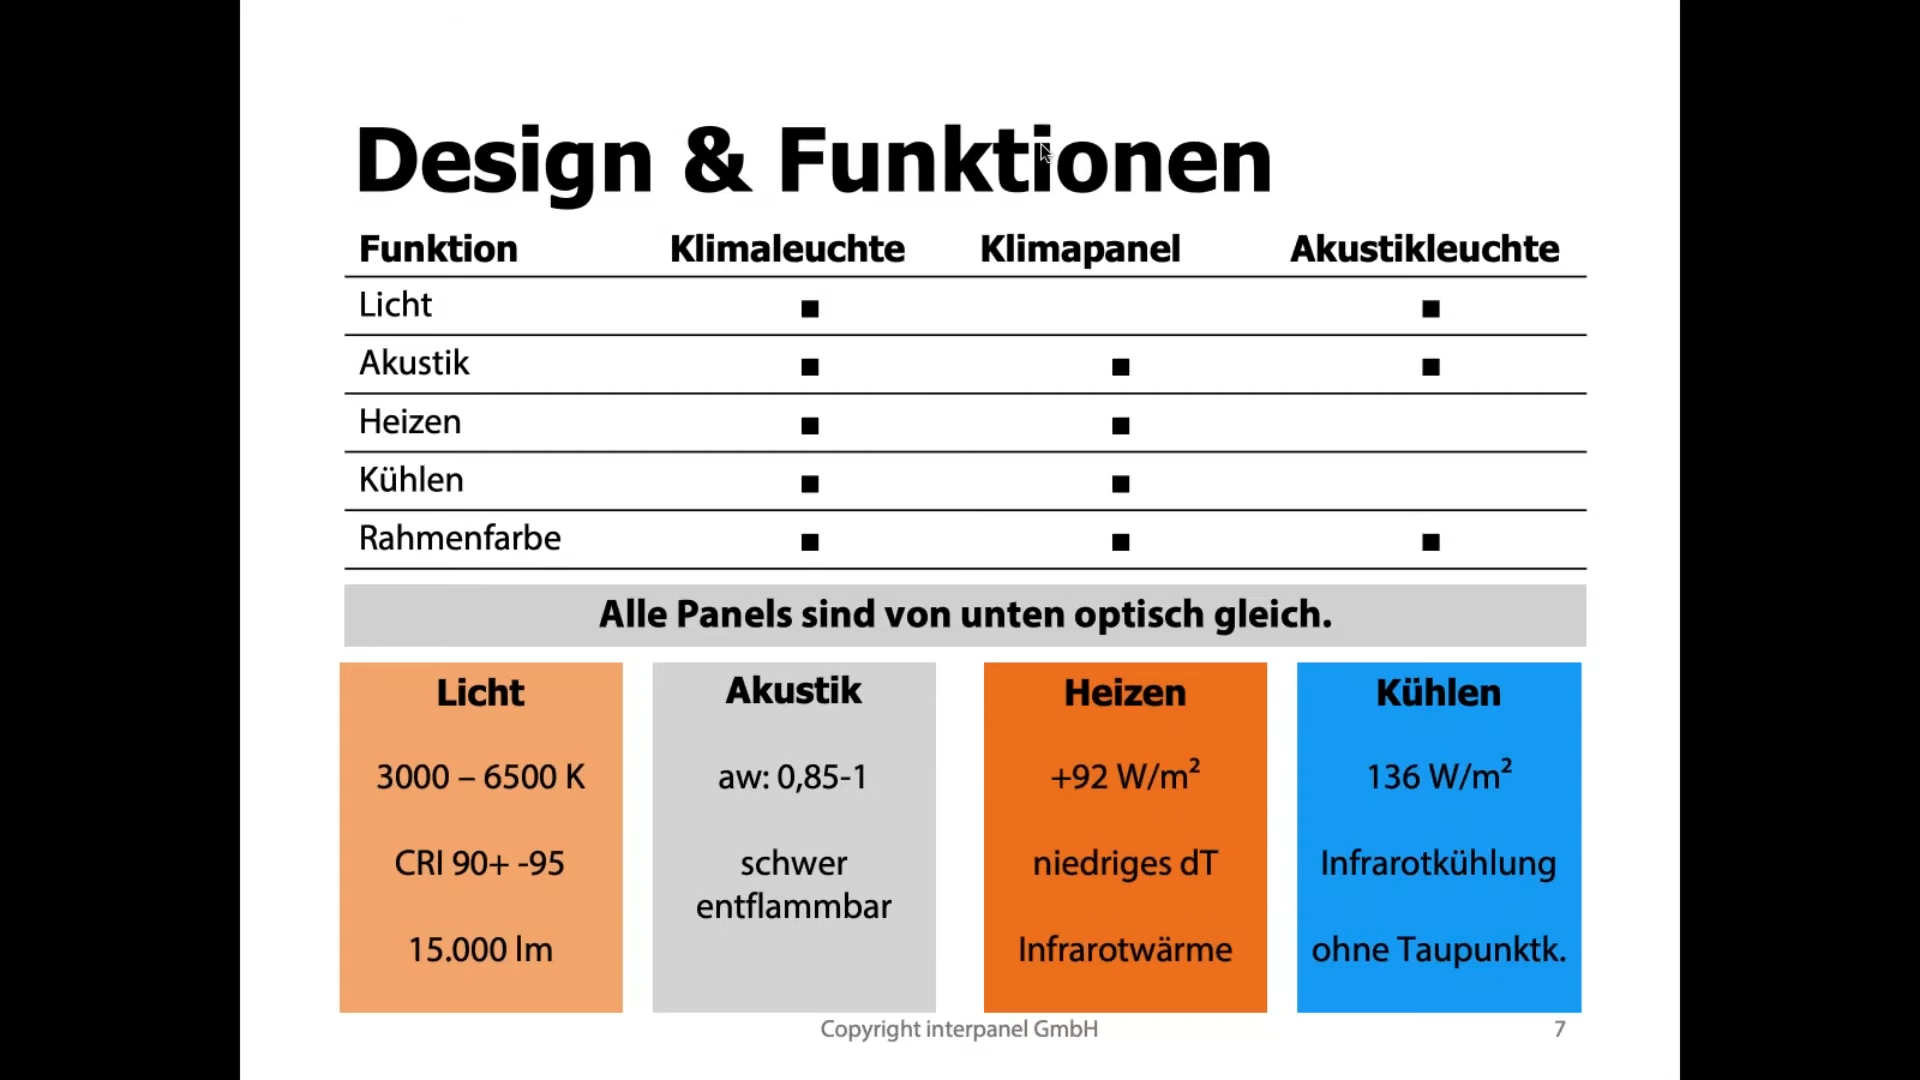 Design & Funktionen
Funktion Klimaleuchte Klimapanel Akustikleuchte
Licht ■ ■
Akustik ■ ■ ■
Heizen ■ ■
Kühlen ■ ■
Rahmenfarbe ■ ■ ■
Alle Panels sind von unten optisch gleich.
Licht
3000 – 6500 K
CRI 90+ -95
15.000 lm
Akustik
aw: 0,85-1
schwer
entflammbar
Heizen
+92 W/m²
niedriges dT
Infrarotwärme
Kühlen
136 W/m²
Infrarotkühlung
ohne Taupunktk.
Copyright interpanel GmbH 7